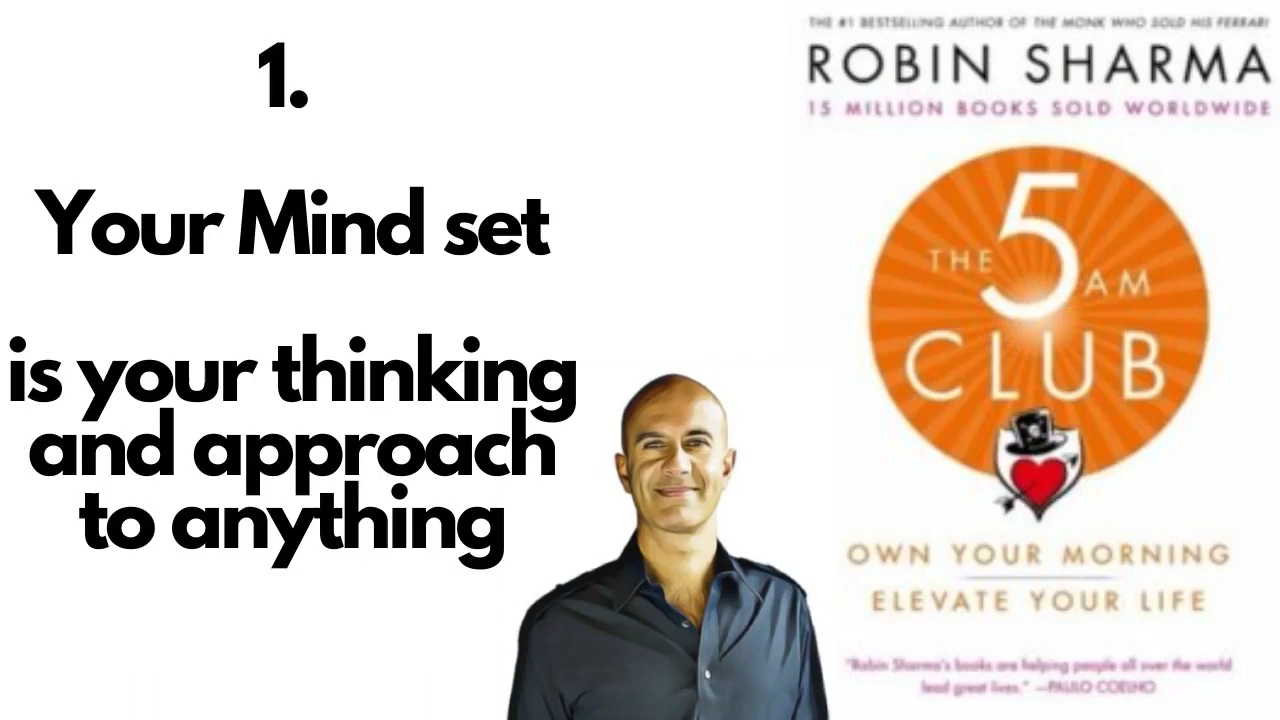 1.
Your Mind set
is your thinking
and approach
to anything
THE #1 BESTSELLING AUTHOR OF THE MONK WHO SOLD HIS FERRARI
ROBIN SHARMA
15 MILLION BOOKS SOLD WORLDWIDE
THE 5 AM
CLUB
OWN YOUR MORNING
ELEVATE YOUR LIFE
"Robin Sharma's books are helping people all over the world
lead great lives." —PAULO COELHO